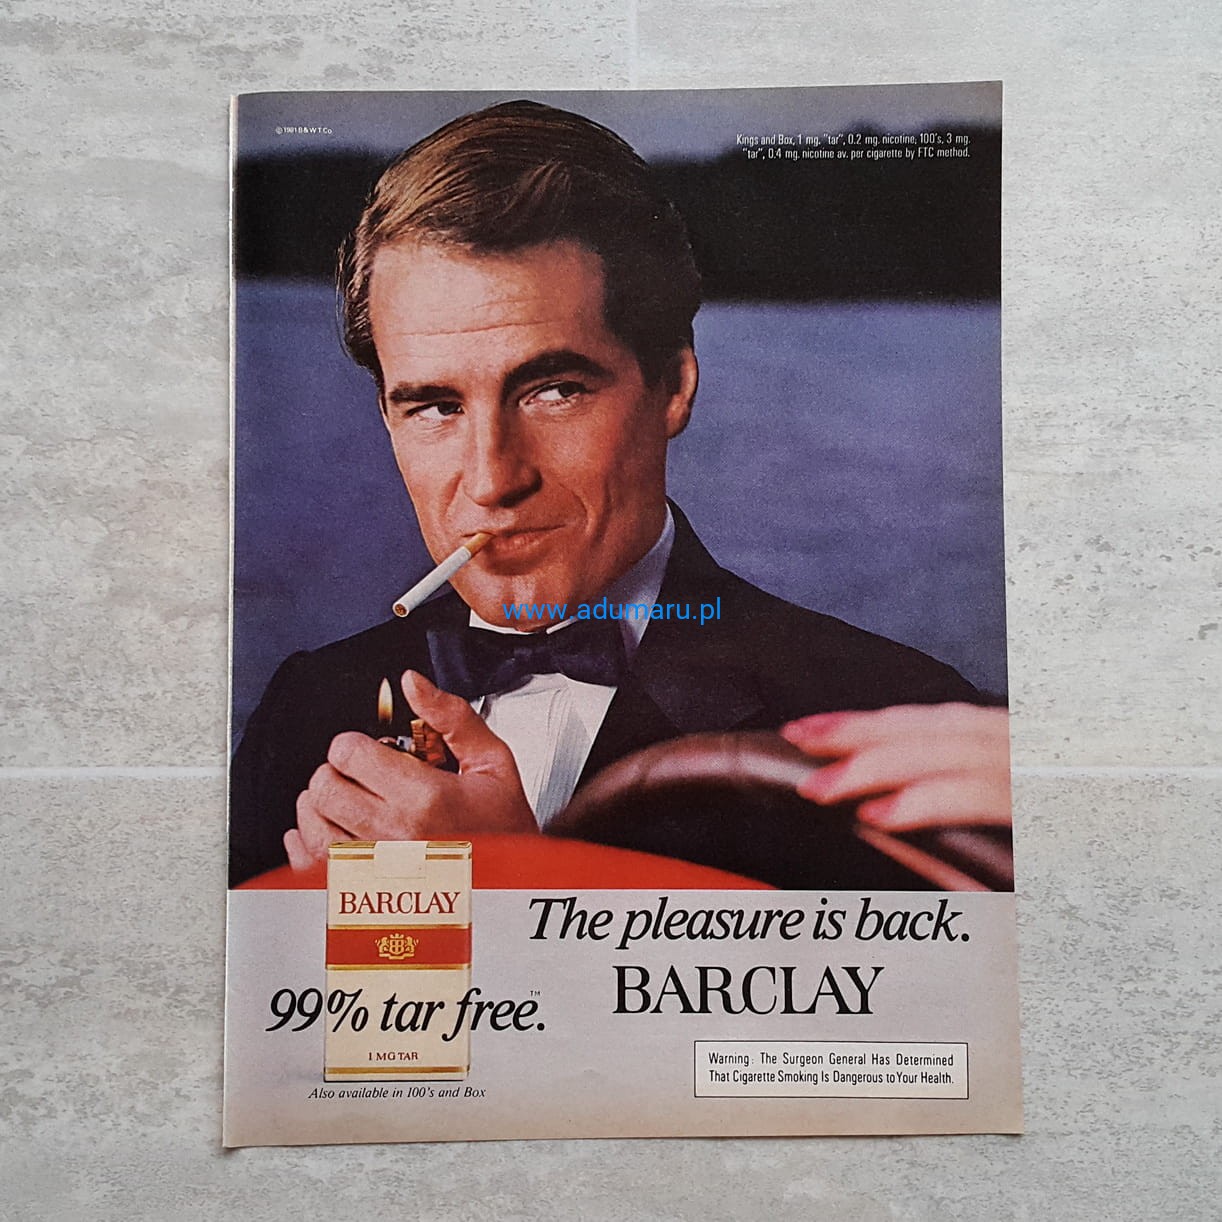 © 1981 B & W T Co
Kings and Box, 1 mg. "tar", 0.2 mg. nicotine; 100's, 3 mg.
"tar", 0.4 mg. nicotine av. per cigarette by FTC method.
www.adumaru.pl
BARCLAY
The pleasure is back.
BARCLAY
99% tar free.™
1 MG TAR
Also available in 100's and Box
Warning: The Surgeon General Has Determined
That Cigarette Smoking Is Dangerous to Your Health.